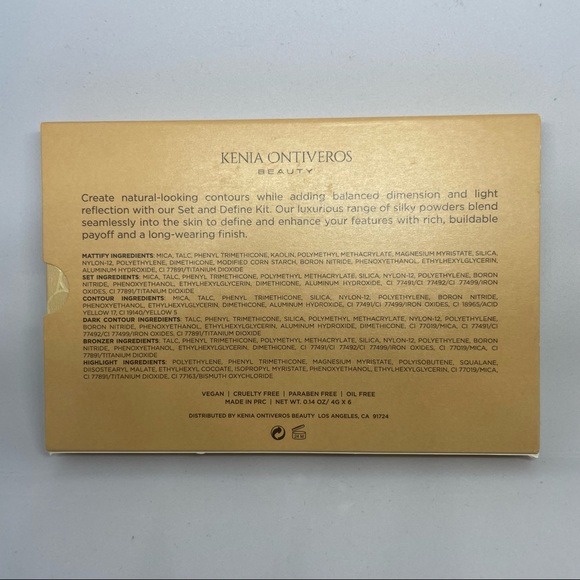 KENIA ONTIVEROS
BEAUTY
Create natural-looking contours while adding balanced dimension and light
reflection with our Set and Define Kit. Our luxurious range of silky powders blend
seamlessly into the skin to define and enhance your features with rich, buildable
payoff and a long-wearing finish.
MATTIFY INGREDIENTS: MICA, TALC, PHENYL TRIMETHICONE, KAOLIN, POLYMETHYL METHACRYLATE, MAGNESIUM MYRISTATE, SILICA,
NYLON-12, POLYETHYLENE, DIMETHICONE, MODIFIED CORN STARCH, BORON NITRIDE, PHENOXYETHANOL, ETHYLHEXYLGLYCERIN,
ALUMINUM HYDROXIDE, CI 77891/TITANIUM DIOXIDE
SET INGREDIENTS: MICA, TALC, PHENYL TRIMETHICONE, POLYMETHYL METHACRYLATE, SILICA, NYLON-12, POLYETHYLENE, BORON
NITRIDE, PHENOXYETHANOL, ETHYLHEXYLGLYCERIN, DIMETHICONE, ALUMINUM HYDROXIDE, CI 77491/CI 77492/CI 77499/IRON
OXIDES, CI 77891/TITANIUM DIOXIDE
CONTOUR INGREDIENTS: MICA, TALC, PHENYL TRIMETHICONE, SILICA, NYLON-12, POLYETHYLENE, BORON NITRIDE,
PHENOXYETHANOL, ETHYLHEXYLGLYCERIN, DIMETHICONE, CI 77491/CI 77492/CI 77499/IRON OXIDES, CI 19965/ACID
YELLOW 17, CI 19140/YELLOW 5
DARK CONTOUR INGREDIENTS: TALC, PHENYL TRIMETHICONE, SILICA, POLYMETHYL METHACRYLATE, NYLON-12, POLYETHYLENE,
BORON NITRIDE, PHENOXYETHANOL, ETHYLHEXYLGLYCERIN, ALUMINUM HYDROXIDE, DIMETHICONE, CI 77019/MICA, CI 77491/CI
77492/CI 77499/IRON OXIDES, CI 77891/TITANIUM DIOXIDE
BRONZER INGREDIENTS: TALC, PHENYL TRIMETHICONE, SILICA, POLYMETHYL METHACRYLATE, NYLON-12, POLYETHYLENE, BORON
NITRIDE, PHENOXYETHANOL, ETHYLHEXYLGLYCERIN, DIMETHICONE, CI 77491/CI 77492/CI 77499/IRON OXIDES, CI 77019/MICA, CI
77891/TITANIUM DIOXIDE
HIGHLIGHT INGREDIENTS: POLYETHYLENE, PHENYL TRIMETHICONE, MAGNESIUM MYRISTATE, POLYISOBUTENE, SQUALANE,
DIISOSTEARYL MALATE, ETHYLHEXYL COCOATE, ISOPROPYL MYRISTATE, PHENOXYETHANOL, ETHYLHEXYLGLYCERIN, CI 77019/MICA,
CI 77891/TITANIUM DIOXIDE, CI 77163/BISMUTH OXYCHLORIDE
VEGAN | CRUELTY FREE | PARABEN FREE | OIL FREE
MADE IN PRC | NET WT. 0.14 OZ/ 4G X 6
DISTRIBUTED BY KENIA ONTIVEROS BEAUTY LOS ANGELES, CA 91724